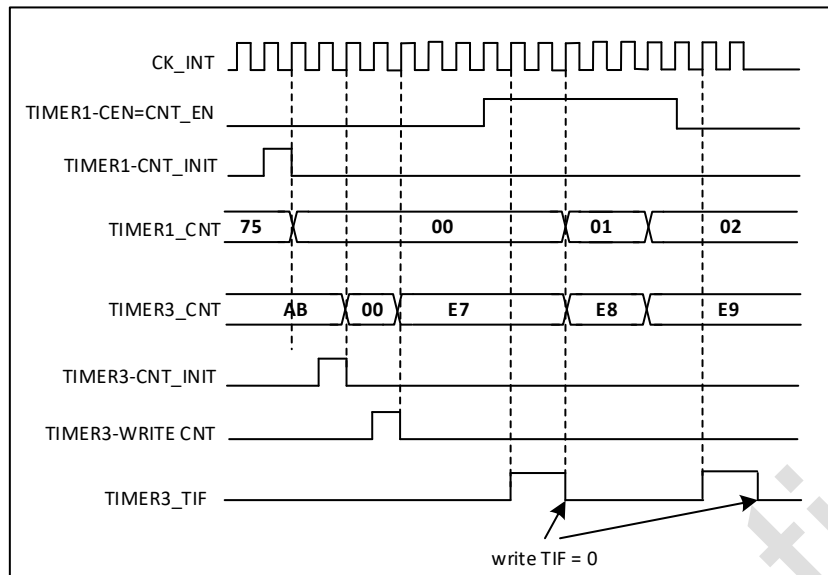 CK_INT
TIMER1-CEN=CNT_EN
TIMER1-CNT_INIT
TIMER1_CNT 75 00 01 02
TIMER3_CNT AB 00 E7 E8 E9
TIMER3-CNT_INIT
TIMER3-WRITE CNT
TIMER3_TIF
write TIF = 0